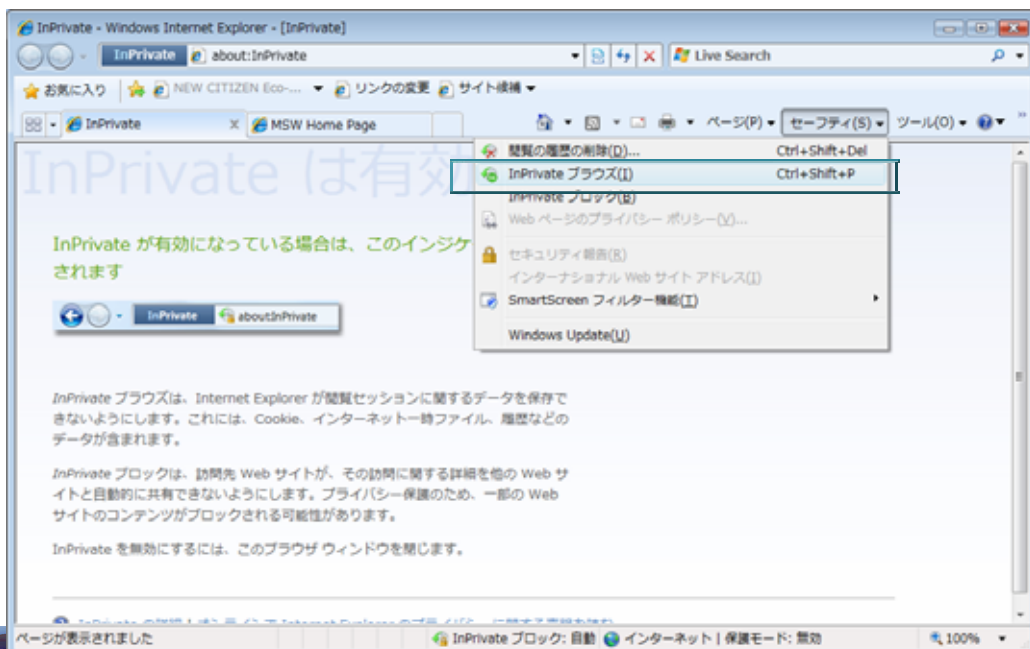 InPrivate - Windows Internet Explorer - [InPrivate]
InPrivate about:InPrivate Live Search
お気に入り NEW CITIZEN Eco-... リンクの変更 サイト候補
InPrivate x MSW Home Page ページ(P) セーフティ(S) ツール(O)
閲覧の履歴の削除(D)... Ctrl+Shift+Del
InPrivate ブラウズ(I) Ctrl+Shift+P
InPrivate ブロック(B)
Web ページのプライバシー ポリシー(V)...
セキュリティ報告(R)
インターナショナル Web サイト アドレス(I)
SmartScreen フィルター機能(T)
Windows Update(U)
InPrivate は有効
InPrivate が有効になっている場合は、このインジケ
されます
InPrivate about:InPrivate
InPrivate ブラウズは、Internet Explorer が閲覧セッションに関するデータを保存で
きないようにします。これには、Cookie、インターネット一時ファイル、履歴などの
データが含まれます。
InPrivate ブロックは、訪問先 Web サイトが、その訪問に関する詳細を他の Web サ
イトと自動的に共有できないようにします。プライバシー保護のため、一部の Web
サイトのコンテンツがブロックされる可能性があります。
InPrivate を無効にするには、このブラウザ ウィンドウを閉じます。
ページが表示されました InPrivate ブロック: 自動 インターネット | 保護モード: 無効 100%